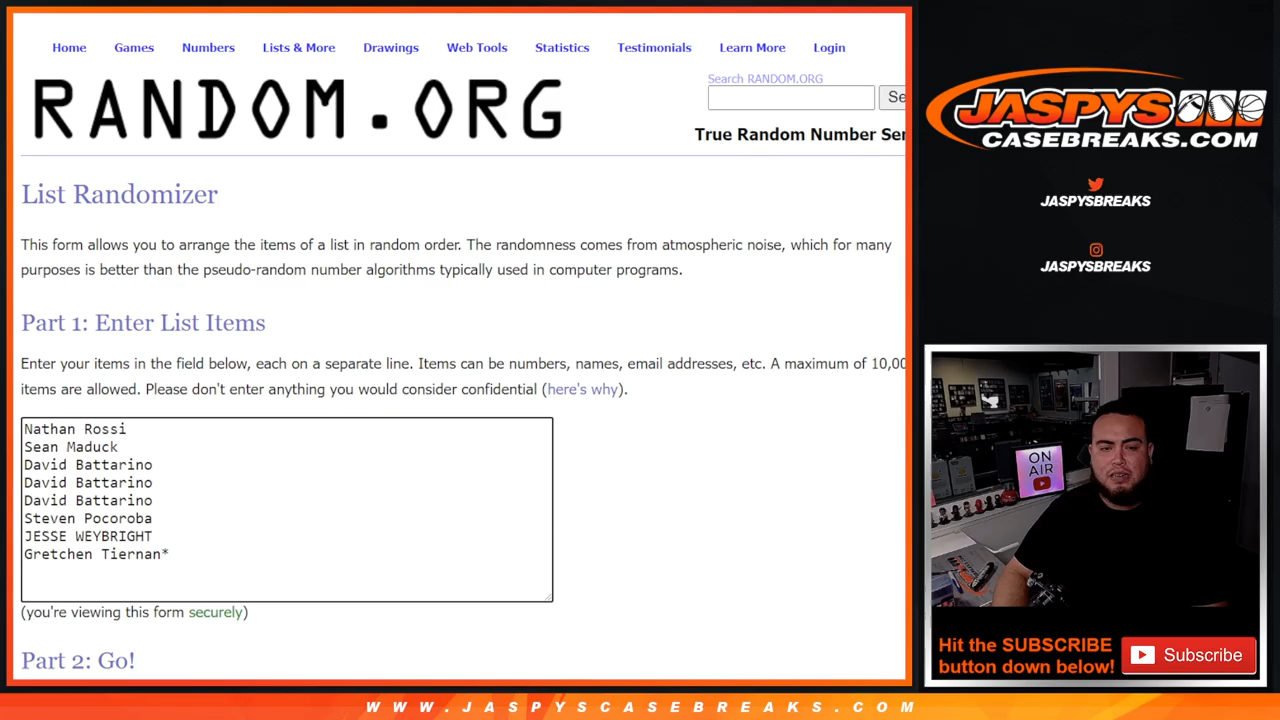 Home Games Numbers Lists & More Drawings Web Tools Statistics Testimonials Learn More Login
RANDOM.ORG
Search RANDOM.ORG
Se
True Random Number Ser
List Randomizer
This form allows you to arrange the items of a list in random order. The randomness comes from atmospheric noise, which for many
purposes is better than the pseudo-random number algorithms typically used in computer programs.
Part 1: Enter List Items
Enter your items in the field below, each on a separate line. Items can be numbers, names, email addresses, etc. A maximum of 10,00
items are allowed. Please don't enter anything you would consider confidential (here's why).
Nathan Rossi
Sean Maduck
David Battarino
David Battarino
David Battarino
Steven Pocoroba
JESSE WEYBRIGHT
Gretchen Tiernan*
(you're viewing this form securely)
Part 2: Go!
JASPYS
CASEBREAKS.COM
JASPYSBREAKS
JASPYSBREAKS
ON
AIR
Hit the SUBSCRIBE
button down below!
Subscribe
WWW.JASPYSCASEBREAKS.COM